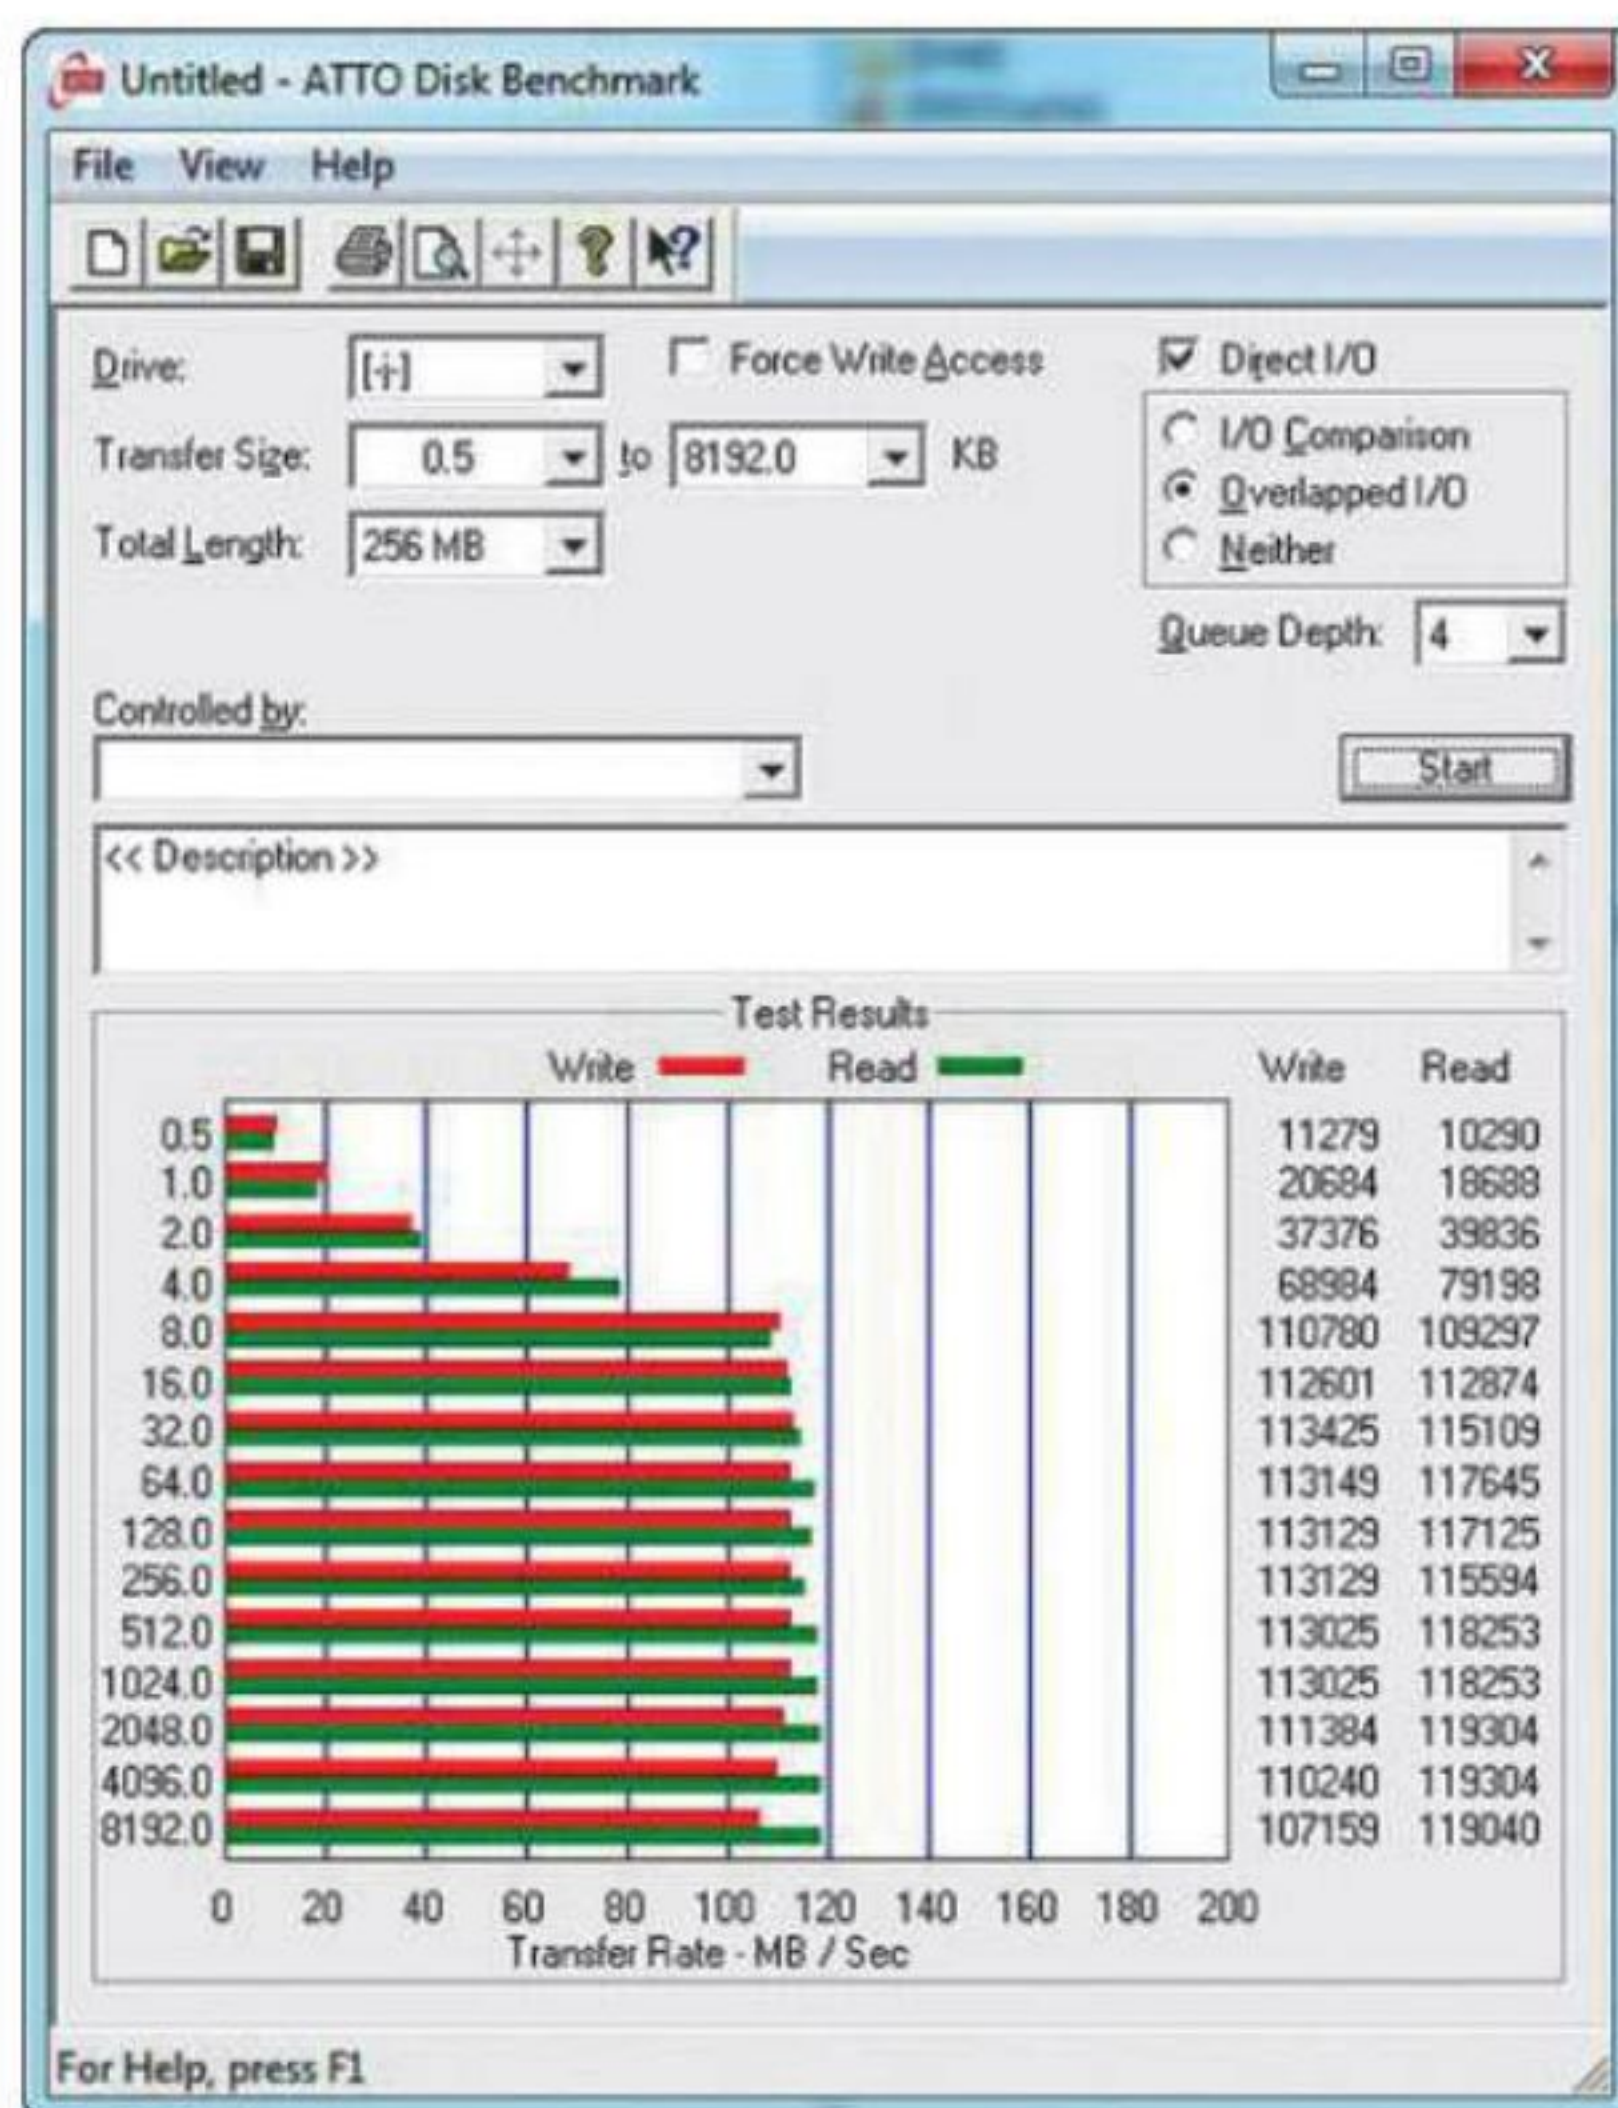 Untitled - ATTO Disk Benchmark
File View Help
Drive: [-i-] Force Write Access Direct I/O
I/O Comparison
Transfer Size: 0.5 to 8192.0 KB
Overlapped I/O
Total Length: 256 MB
Neither
Queue Depth: 4
Controlled by:
Start
<< Description >>
Test Results
Write Read Write Read
0.5 11279 10290
1.0 20684 18688
2.0 37376 39836
4.0 68984 79198
8.0 110780 109297
16.0 112601 112874
32.0 113425 115109
64.0 113149 117645
128.0 113129 117125
256.0 113129 115594
512.0 113025 118253
1024.0 113025 118253
2048.0 111384 119304
4096.0 110240 119304
8192.0 107159 119040
0 20 40 60 80 100 120 140 160 180 200
Transfer Rate - MB / Sec
For Help, press F1